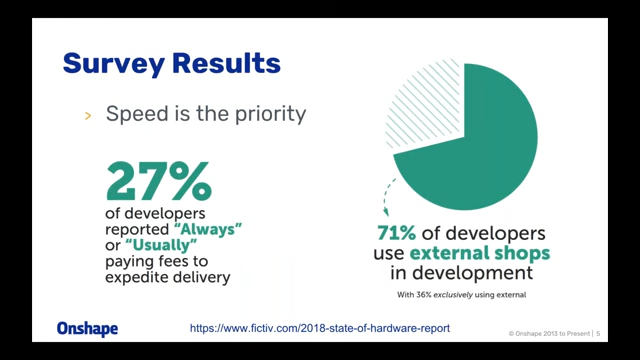 Survey Results
> Speed is the priority
27%
of developers
reported “Always”
or “Usually”
paying fees to
expedite delivery
71% of developers
use external shops
in development
With 36% exclusively using external
Onshape
https://www.fictiv.com/2018-state-of-hardware-report
© Onshape 2013 to Present | 5